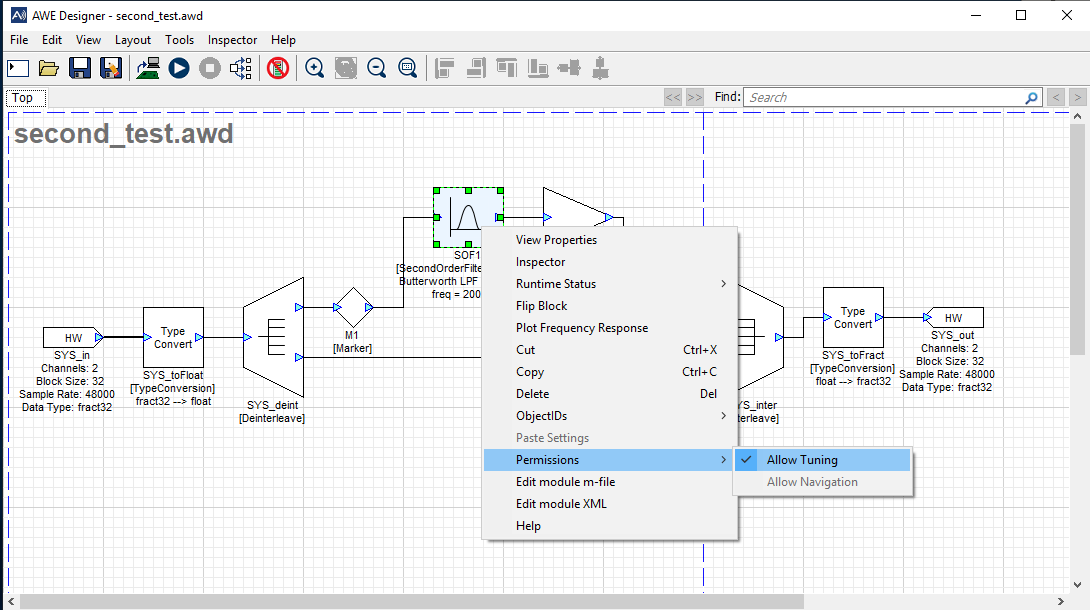 AWE Designer - second_test.awd
File Edit View Layout Tools Inspector Help
Top
<< >> Find: Search < >
second_test.awd
SOF1
[SecondOrderFilte
Butterworth LPF
freq = 200
M1
[Marker]
HW
SYS_in
Channels: 2
Block Size: 32
Sample Rate: 48000
Data Type: fract32
Type
Convert
SYS_toFloat
[TypeConversion]
fract32 --> float
SYS_deint
[Deinterleave]
View Properties
Inspector
Runtime Status
Flip Block
Plot Frequency Response
Cut Ctrl+X
Copy Ctrl+C
Delete Del
ObjectIDs
Paste Settings
Permissions
Edit module m-file
Edit module XML
Help
Allow Tuning
Allow Navigation
YS_inter
erleave]
Type
Convert
SYS_toFract
[TypeConversion]
float --> fract32
HW
SYS_out
Channels: 2
Block Size: 32
Sample Rate: 48000
Data Type: fract32